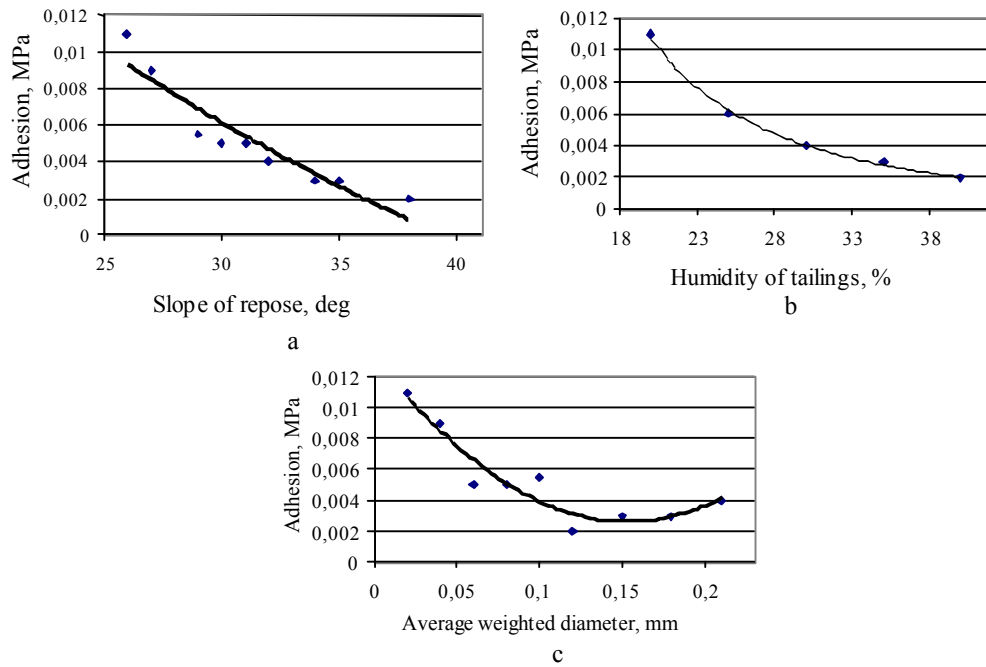 0,012
0,01
0,008
0,006
0,004
0,002
0
Adhesion, MPa
25 30 35 40
Slope of repose, deg
a
0,012
0,01
0,008
0,006
0,004
0,002
0
Adhesion, MPa
18 23 28 33 38
Humidity of tailings, %
b
0,012
0,01
0,008
0,006
0,004
0,002
0
Adhesion, MPa
0 0,05 0,1 0,15 0,2
Average weighted diameter, mm
c